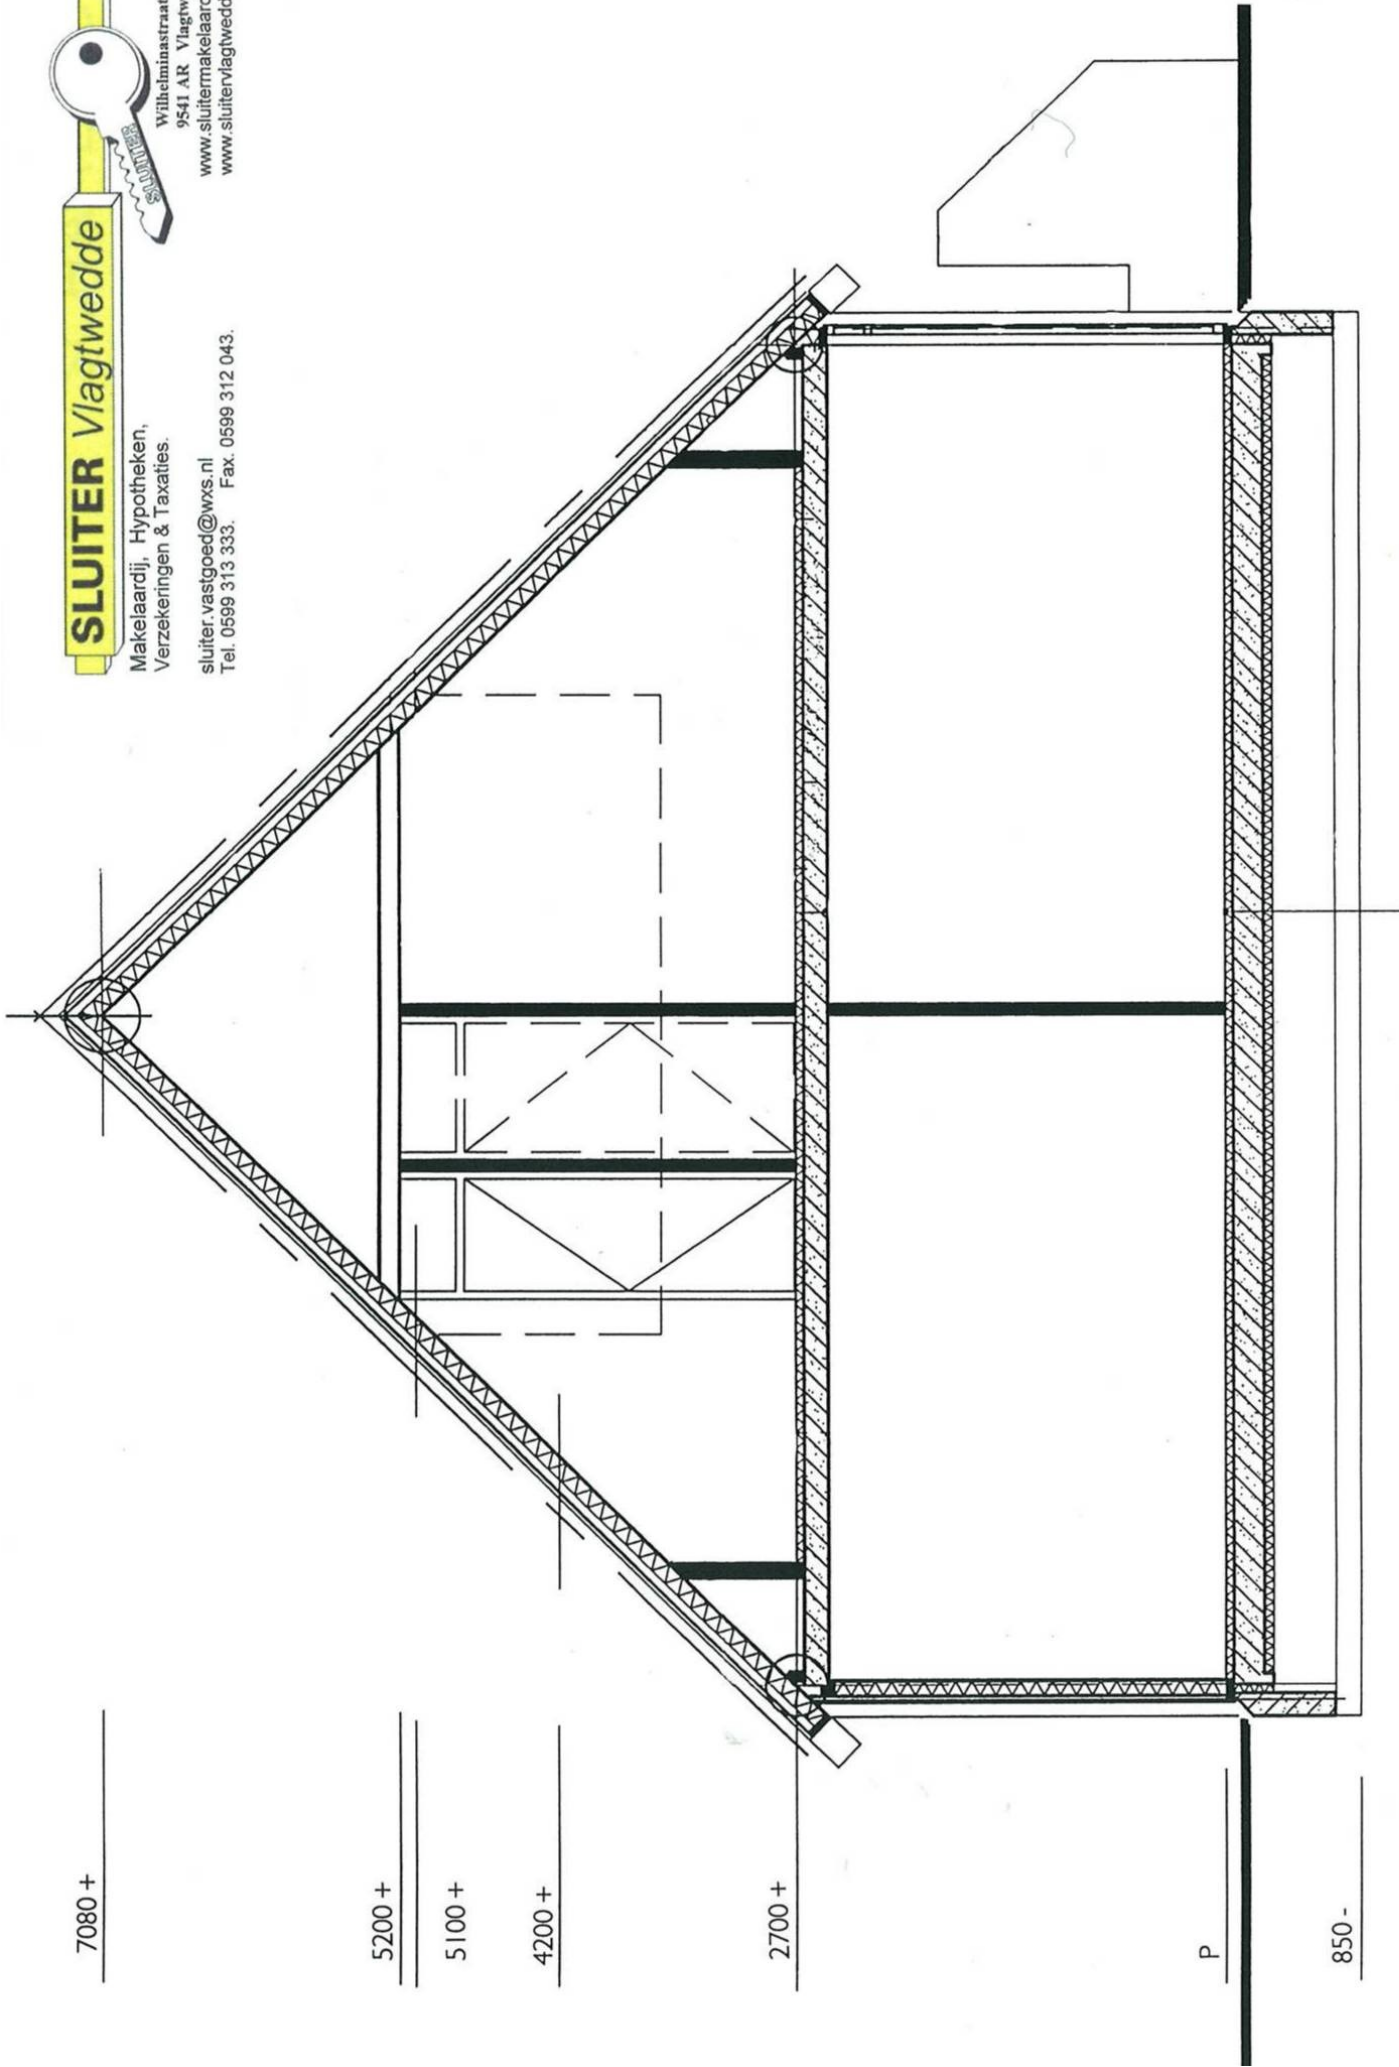 SLUITER Vlagtwedde
SLUITER
Makelaardij, Hypotheken,
Verzekeringen & Taxaties.
sluiter.vastgoed@wxs.nl
Tel. 0599 313 333. Fax. 0599 312 043.
Wilhelminastraat
9541 AR Vlagtw
www.sluitermakelaard
www.sluitervlagtwedd
7080 +
5200 +
5100 +
4200 +
2700 +
P
850 -